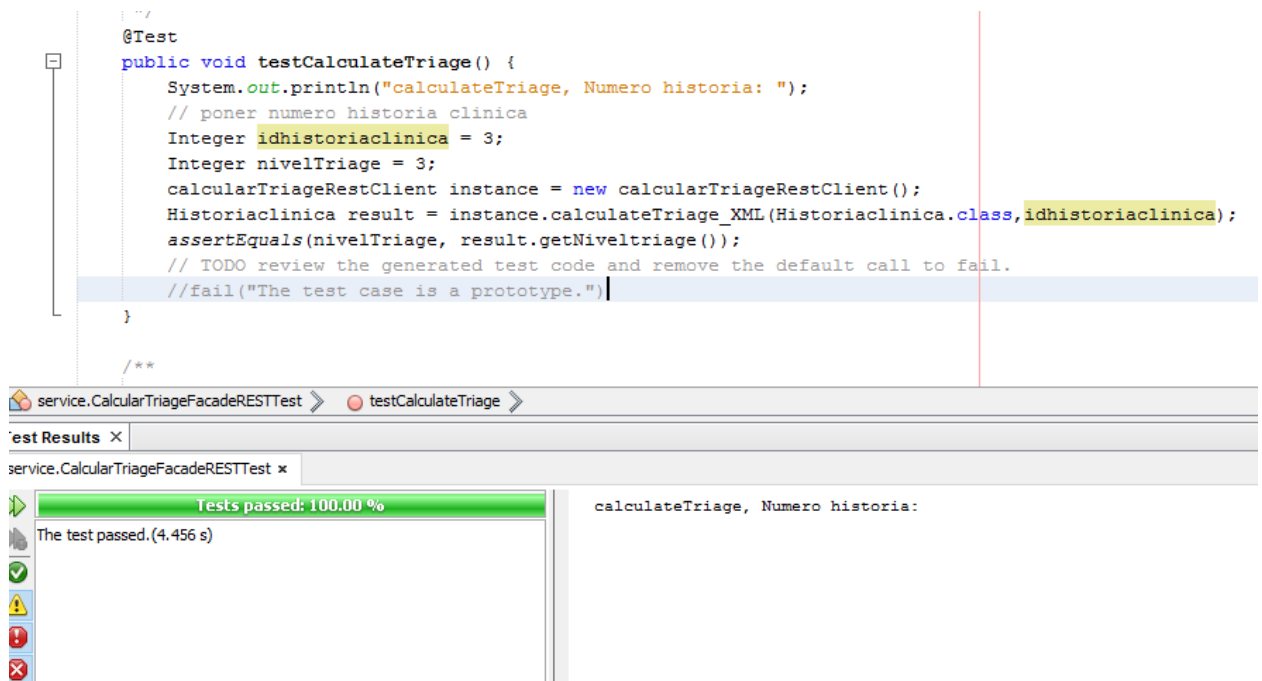 */
@Test
public void testCalculateTriage() {
System.out.println("calculateTriage, Numero historia: ");
// poner numero historia clinica
Integer idhistoriaclinica = 3;
Integer nivelTriage = 3;
calcularTriageRestClient instance = new calcularTriageRestClient();
Historiaclinica result = instance.calculateTriage_XML(Historiaclinica.class,idhistoriaclinica);
assertEquals(nivelTriage, result.getNiveltriage());
// TODO review the generated test code and remove the default call to fail.
//fail("The test case is a prototype.")
}
/**
service.CalcularTriageFacadeRESTTest
testCalculateTriage
est Results
service.CalcularTriageFacadeRESTTest
Tests passed: 100.00 %
calculateTriage, Numero historia:
The test passed.(4.456 s)